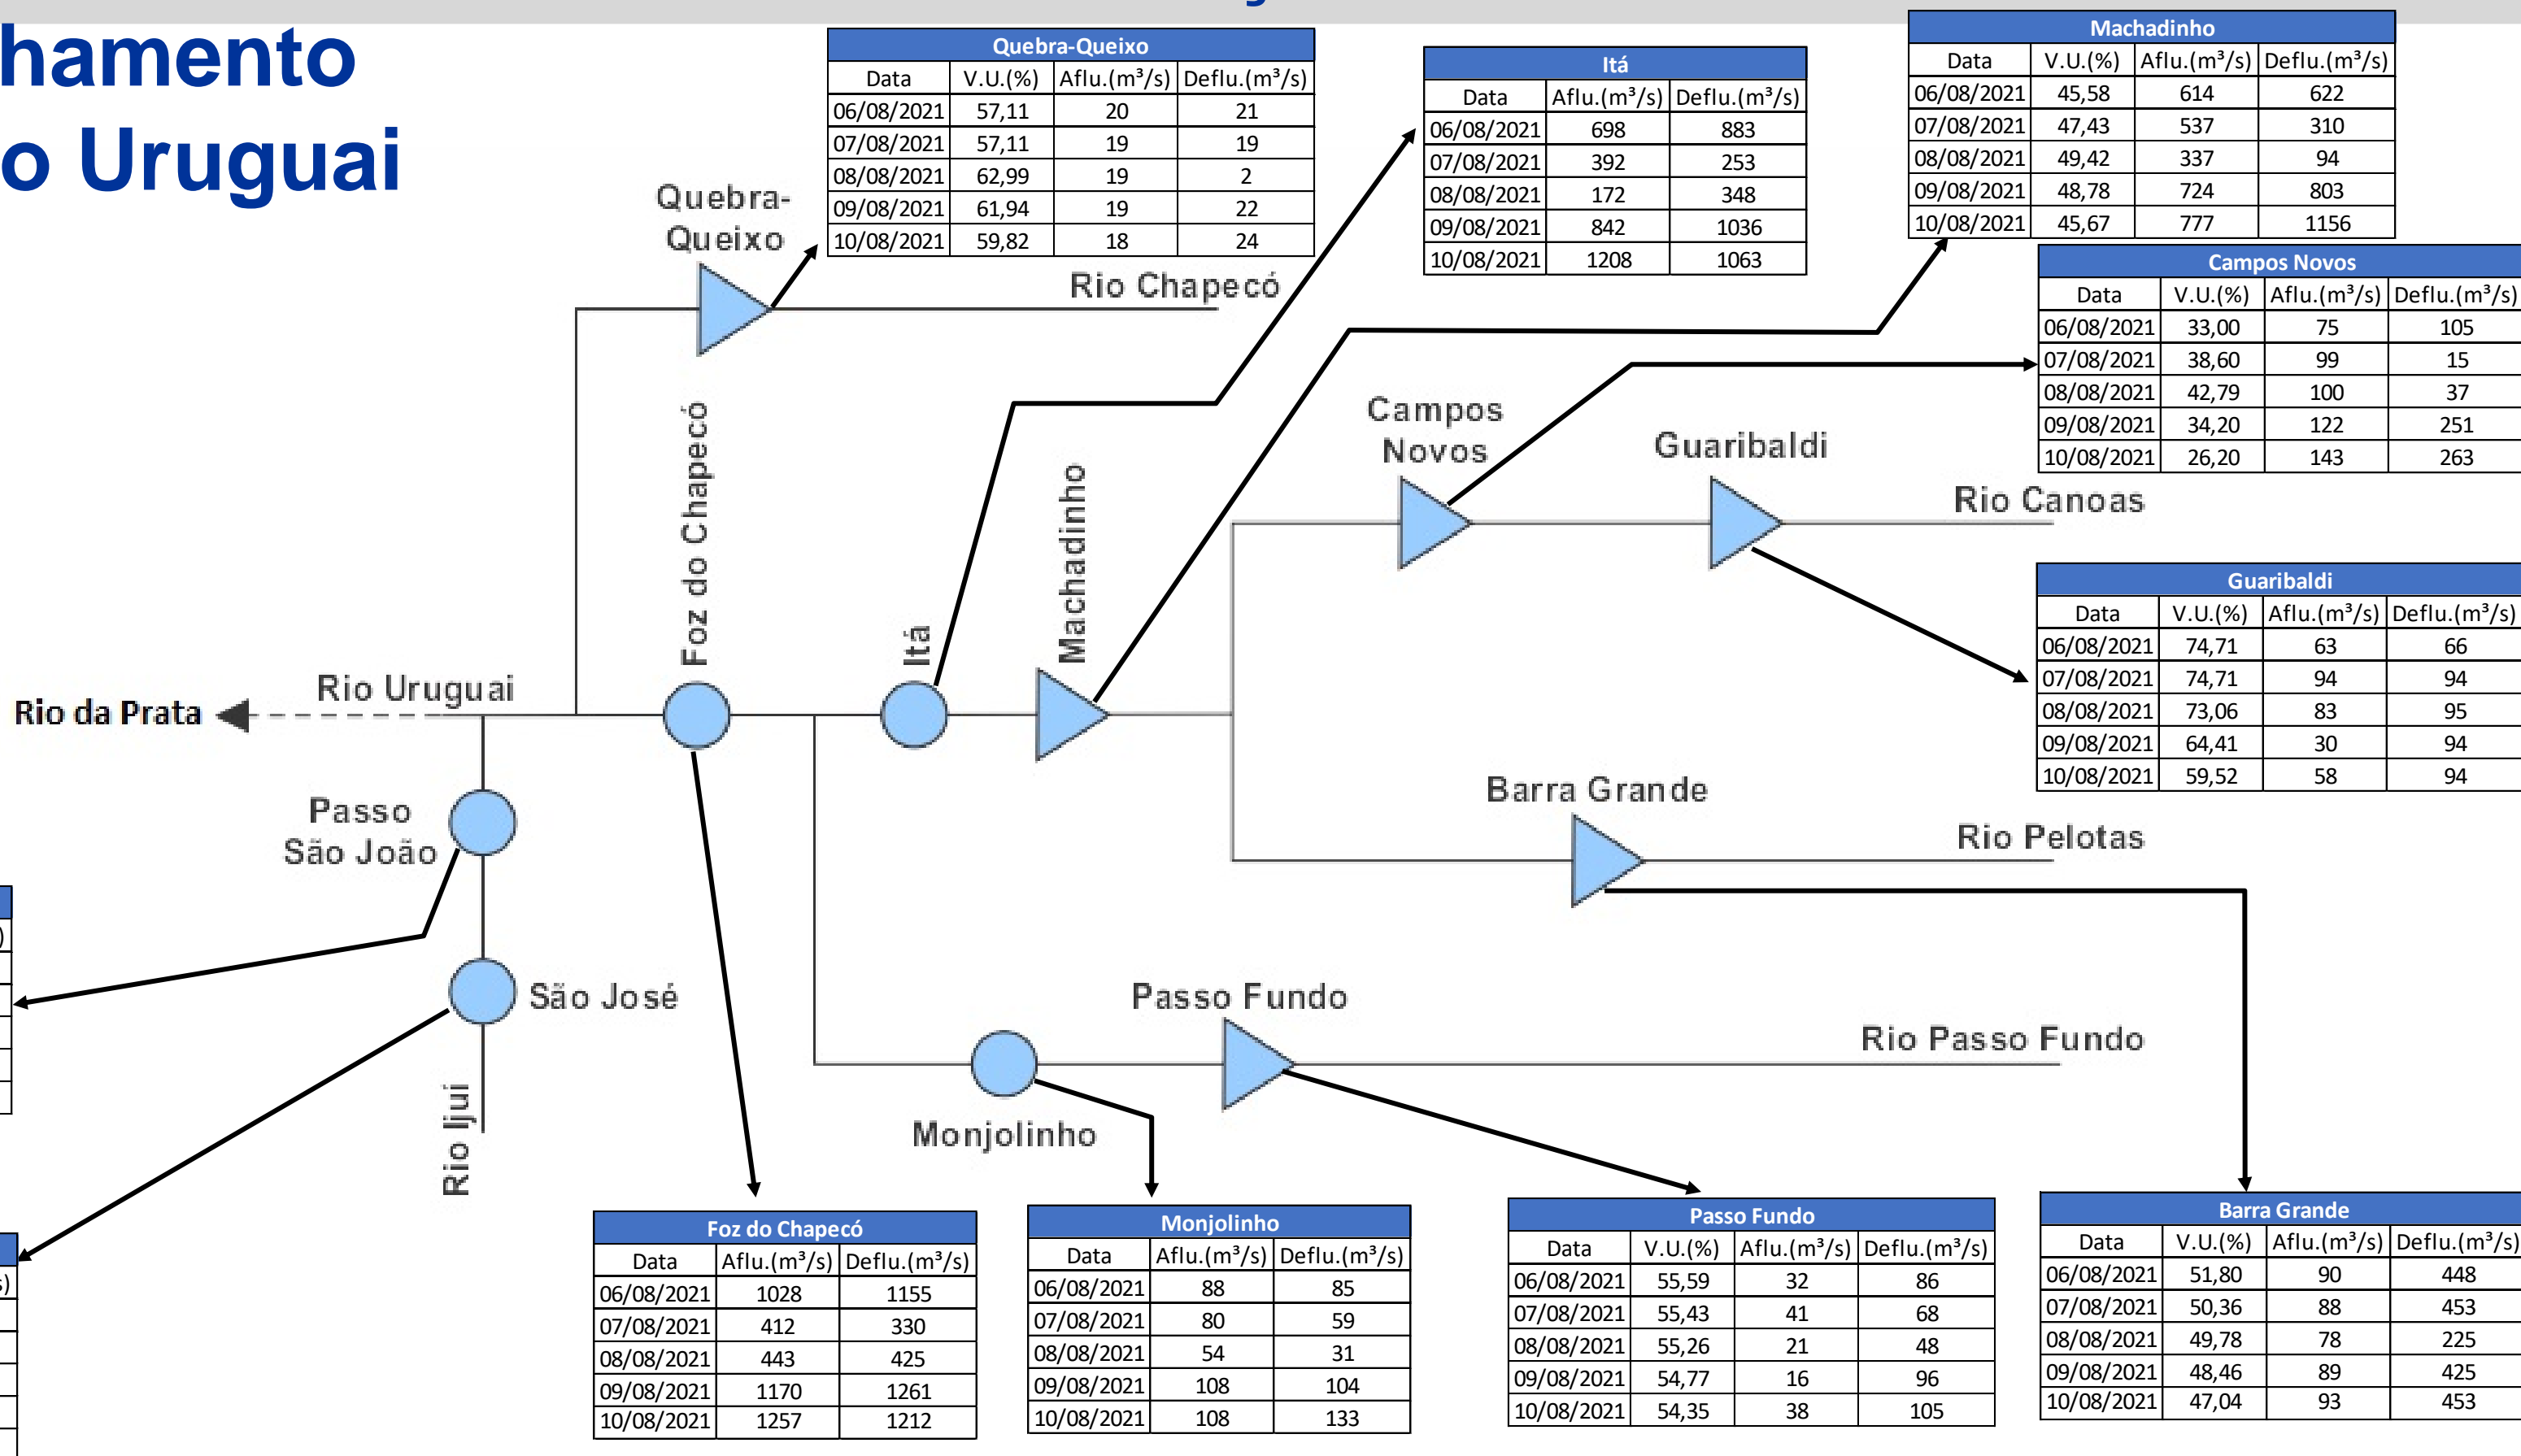 hamento
o Uruguai
Quebra-Queixo
Data V.U.(%) Aflu.(m³/s) Deflu.(m³/s)
06/08/2021 57,11 20 21
07/08/2021 57,11 19 19
08/08/2021 62,99 19 2
09/08/2021 61,94 19 22
10/08/2021 59,82 18 24
Itá
Data Aflu.(m³/s) Deflu.(m³/s)
06/08/2021 698 883
07/08/2021 392 253
08/08/2021 172 348
09/08/2021 842 1036
10/08/2021 1208 1063
Machadinho
Data V.U.(%) Aflu.(m³/s) Deflu.(m³/s)
06/08/2021 45,58 614 622
07/08/2021 47,43 537 310
08/08/2021 49,42 337 94
09/08/2021 48,78 724 803
10/08/2021 45,67 777 1156
Campos Novos
Data V.U.(%) Aflu.(m³/s) Deflu.(m³/s)
06/08/2021 33,00 75 105
07/08/2021 38,60 99 15
08/08/2021 42,79 100 37
09/08/2021 34,20 122 251
10/08/2021 26,20 143 263
Quebra-
Queixo
Rio Chapecó
Foz do Chapecó
Itá
Machadinho
Campos
Novos
Guaribaldi
Rio Canoas
Guaribaldi
Data V.U.(%) Aflu.(m³/s) Deflu.(m³/s)
06/08/2021 74,71 63 66
07/08/2021 74,71 94 94
08/08/2021 73,06 83 95
09/08/2021 64,41 30 94
10/08/2021 59,52 58 94
Rio da Prata
Rio Uruguai
Passo
São João
Barra Grande
Rio Pelotas
São José
Rio Ijui
Passo Fundo
Rio Passo Fundo
Monjolinho
)
s)
Foz do Chapecó
Data Aflu.(m³/s) Deflu.(m³/s)
06/08/2021 1028 1155
07/08/2021 412 330
08/08/2021 443 425
09/08/2021 1170 1261
10/08/2021 1257 1212
Monjolinho
Data Aflu.(m³/s) Deflu.(m³/s)
06/08/2021 88 85
07/08/2021 80 59
08/08/2021 54 31
09/08/2021 108 104
10/08/2021 108 133
Passo Fundo
Data V.U.(%) Aflu.(m³/s) Deflu.(m³/s)
06/08/2021 55,59 32 86
07/08/2021 55,43 41 68
08/08/2021 55,26 21 48
09/08/2021 54,77 16 96
10/08/2021 54,35 38 105
Barra Grande
Data V.U.(%) Aflu.(m³/s) Deflu.(m³/s)
06/08/2021 51,80 90 448
07/08/2021 50,36 88 453
08/08/2021 49,78 78 225
09/08/2021 48,46 89 425
10/08/2021 47,04 93 453